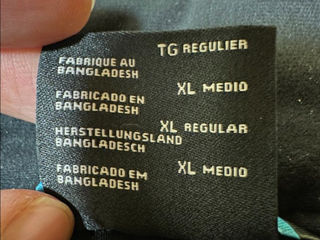 TG REGULIER
FABRIQUE AU
BANGLADESH
XL MEDIO
FABRICADO EN
BANGLADESH
XL REGULAR
HERSTELLUNGSLAND
BANGLADESCH
XL MEDIO
FABRICADO EM
BANGLADESH